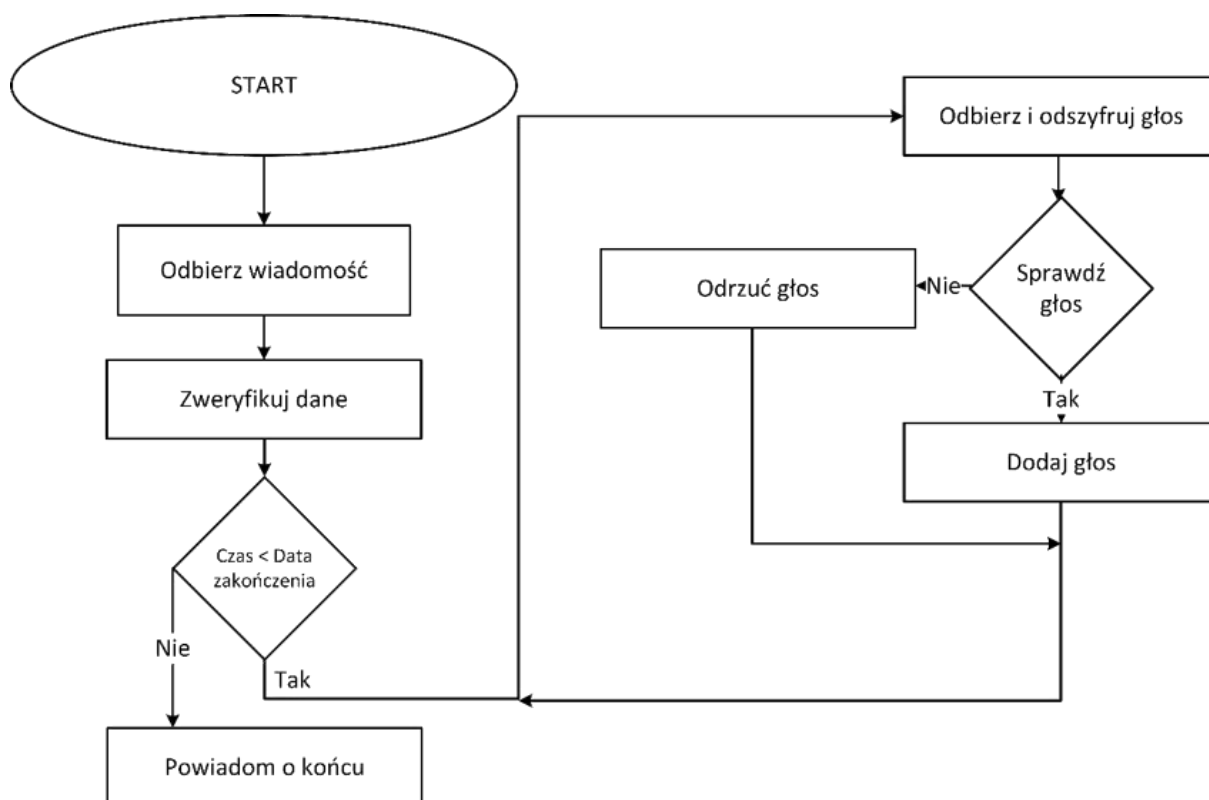 START
Odbierz wiadomość
Zweryfikuj dane
Czas < Data
zakończenia
Nie
Tak
Powiadom o końcu
Odbierz i odszyfruj głos
Sprawdź
głos
Nie
Odrzuć głos
Tak
Dodaj głos